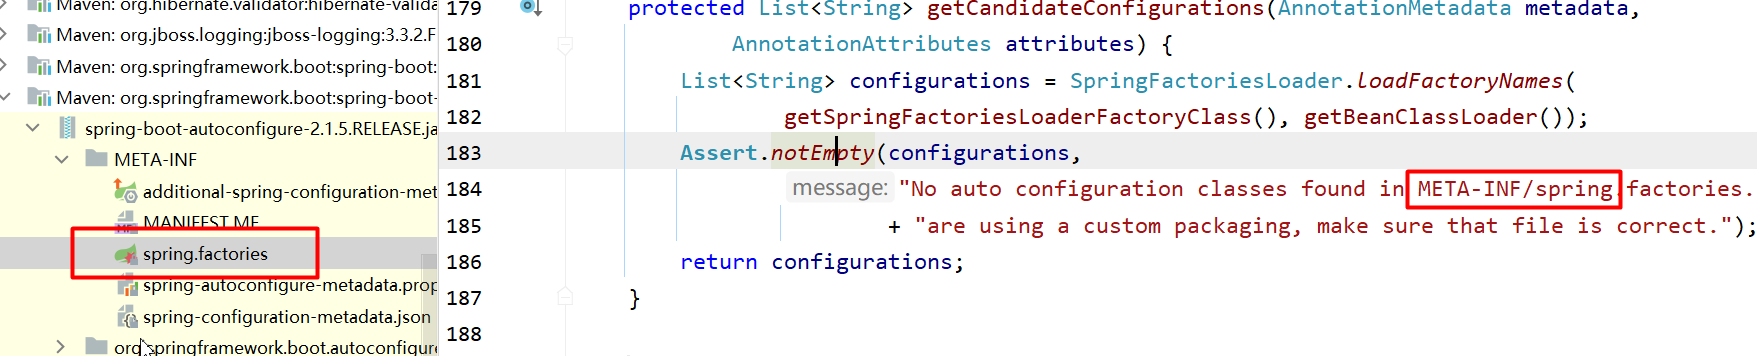 Maven: org.hibernate.validator:hibernate-valida
Maven: org.jboss.logging:jboss-logging:3.3.2.F
Maven: org.springframework.boot:spring-boot:
Maven: org.springframework.boot:spring-boot-
spring-boot-autoconfigure-2.1.5.RELEASE.ja
META-INF
additional-spring-configuration-met
MANIFEST.MF
spring.factories
spring-autoconfigure-metadata.prop
spring-configuration-metadata.json
org.springframework.boot.autoconfigure
179 protected List<String> getCandidateConfigurations(AnnotationMetadata metadata,
180 AnnotationAttributes attributes) {
181 List<String> configurations = SpringFactoriesLoader.loadFactoryNames(
182 getSpringFactoriesLoaderFactoryClass(), getBeanClassLoader());
183 Assert.notEmpty(configurations,
184 message: "No auto configuration classes found in META-INF/spring.factories.
185 + "are using a custom packaging, make sure that file is correct.");
186 return configurations;
187 }
188